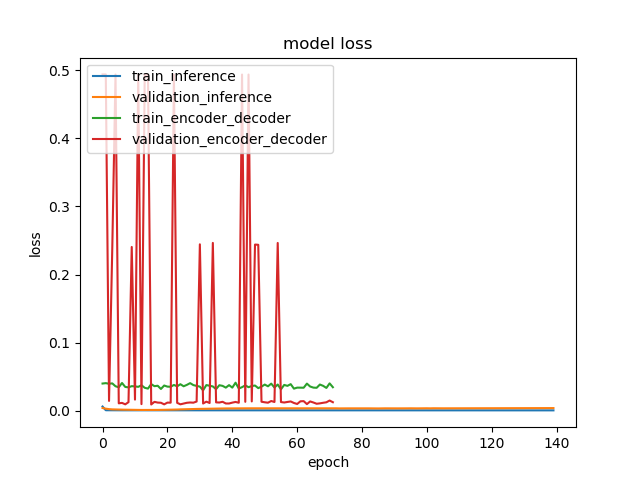 model loss
train_inference
validation_inference
train_encoder_decoder
validation_encoder_decoder
0.5
0.4
0.3
0.2
0.1
0.0
loss
0 20 40 60 80 100 120 140
epoch